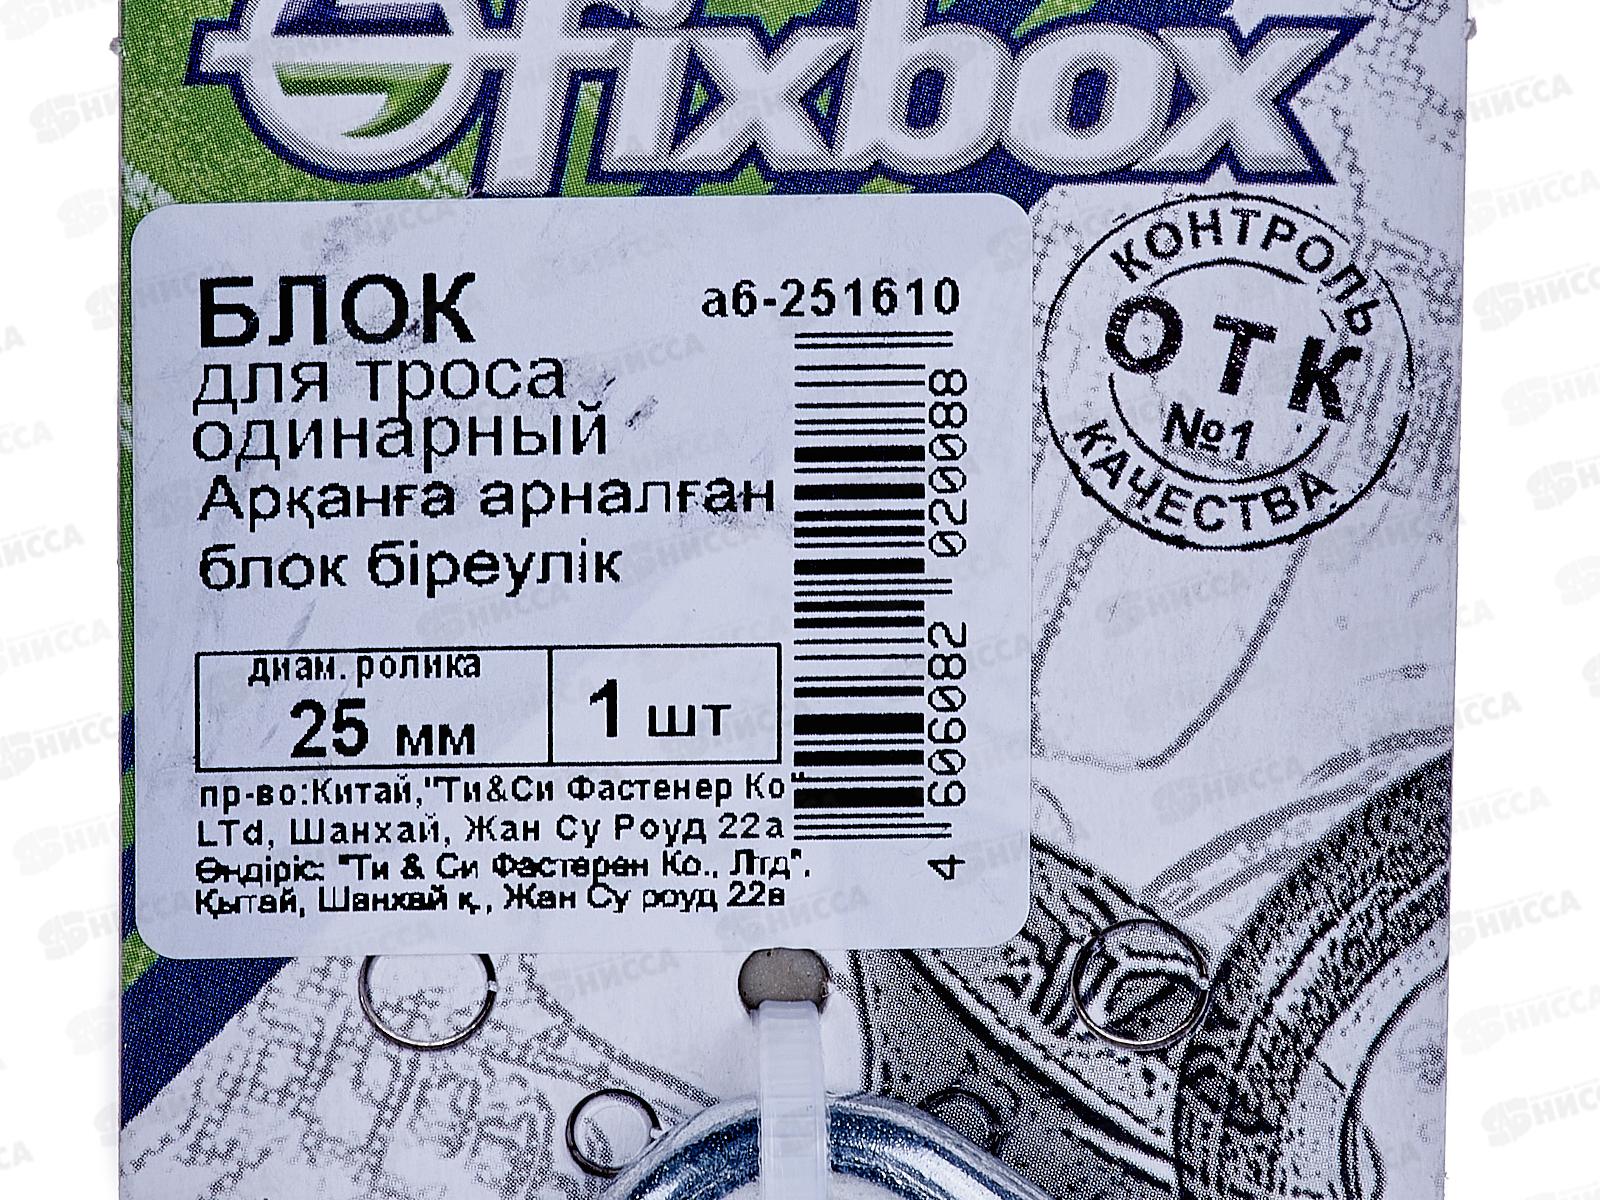 fixbox
БЛОК
а6-251610
для троса
одинарный
Арқанға арналған
блок біреулік
диам. ролика
25 мм
1 шт
пр-во:Китай,"Ти&Си Фастенер Ко"
LTd, Шанхай, Жан Су Роуд 22а
Өндіріс: "Ти & Си Фастерен Ко., Лтд".
Қытай, Шанхай қ., Жан Су роуд 22в
4 606082 020088
КОНТРОЛЬ
ОТК
№1
КАЧЕСТВА
НИССА